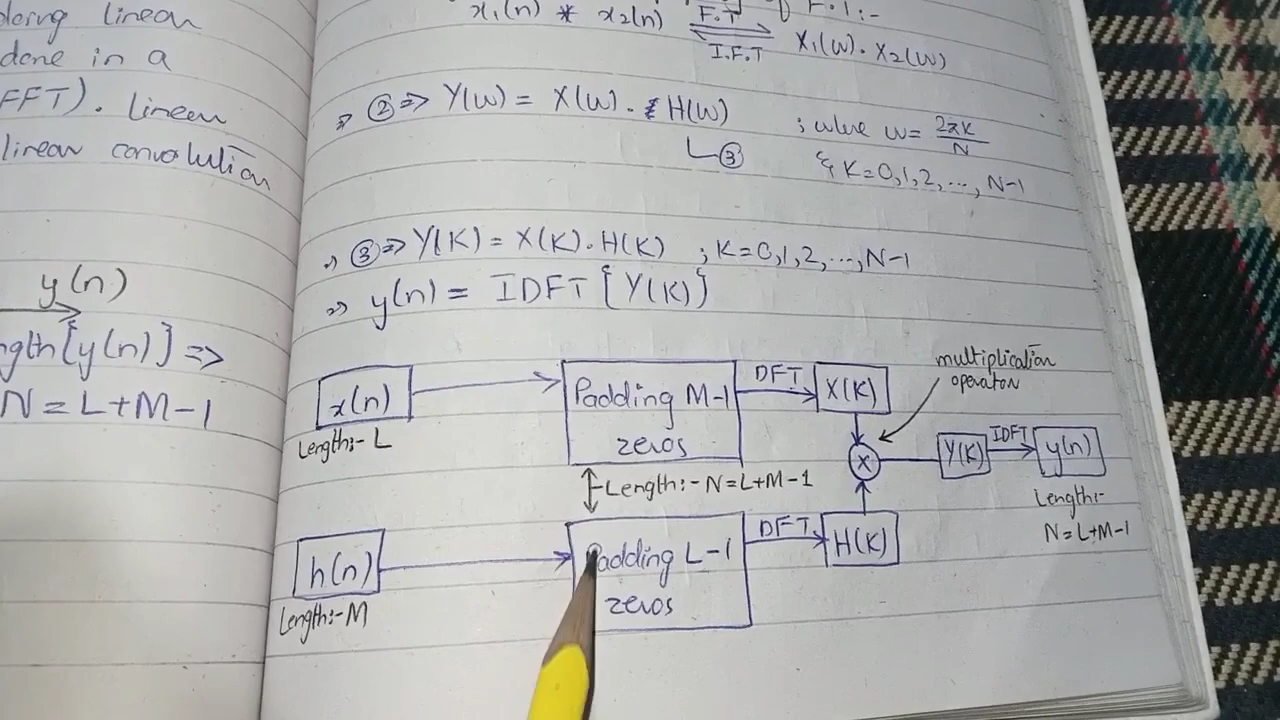 linear
done in a
FFT). linear
linear convolution
y(n)
[y(n)] =>
N = L+M-1
x1(n) * x2(n) F.T I.F.T X1(w). X2(w)
=> ② => Y(w) = X(w). H(w) ③
; where w = 2πK/N
& K=0,1,2,..., N-1
=> ③ => Y(K) = X(K). H(K) ; K=0,1,2,...,N-1
=> y(n) = IDFT {Y(K)}
multiplication
operation
x(n)
Length:- L
Padding M-1
zeros
DFT
X(K)
x
Y(K)
IDFT
y(n)
Length:-
N=L+M-1
Length:- N=L+M-1
h(n)
Length:- M
Padding L-1
zeros
DFT
H(K)